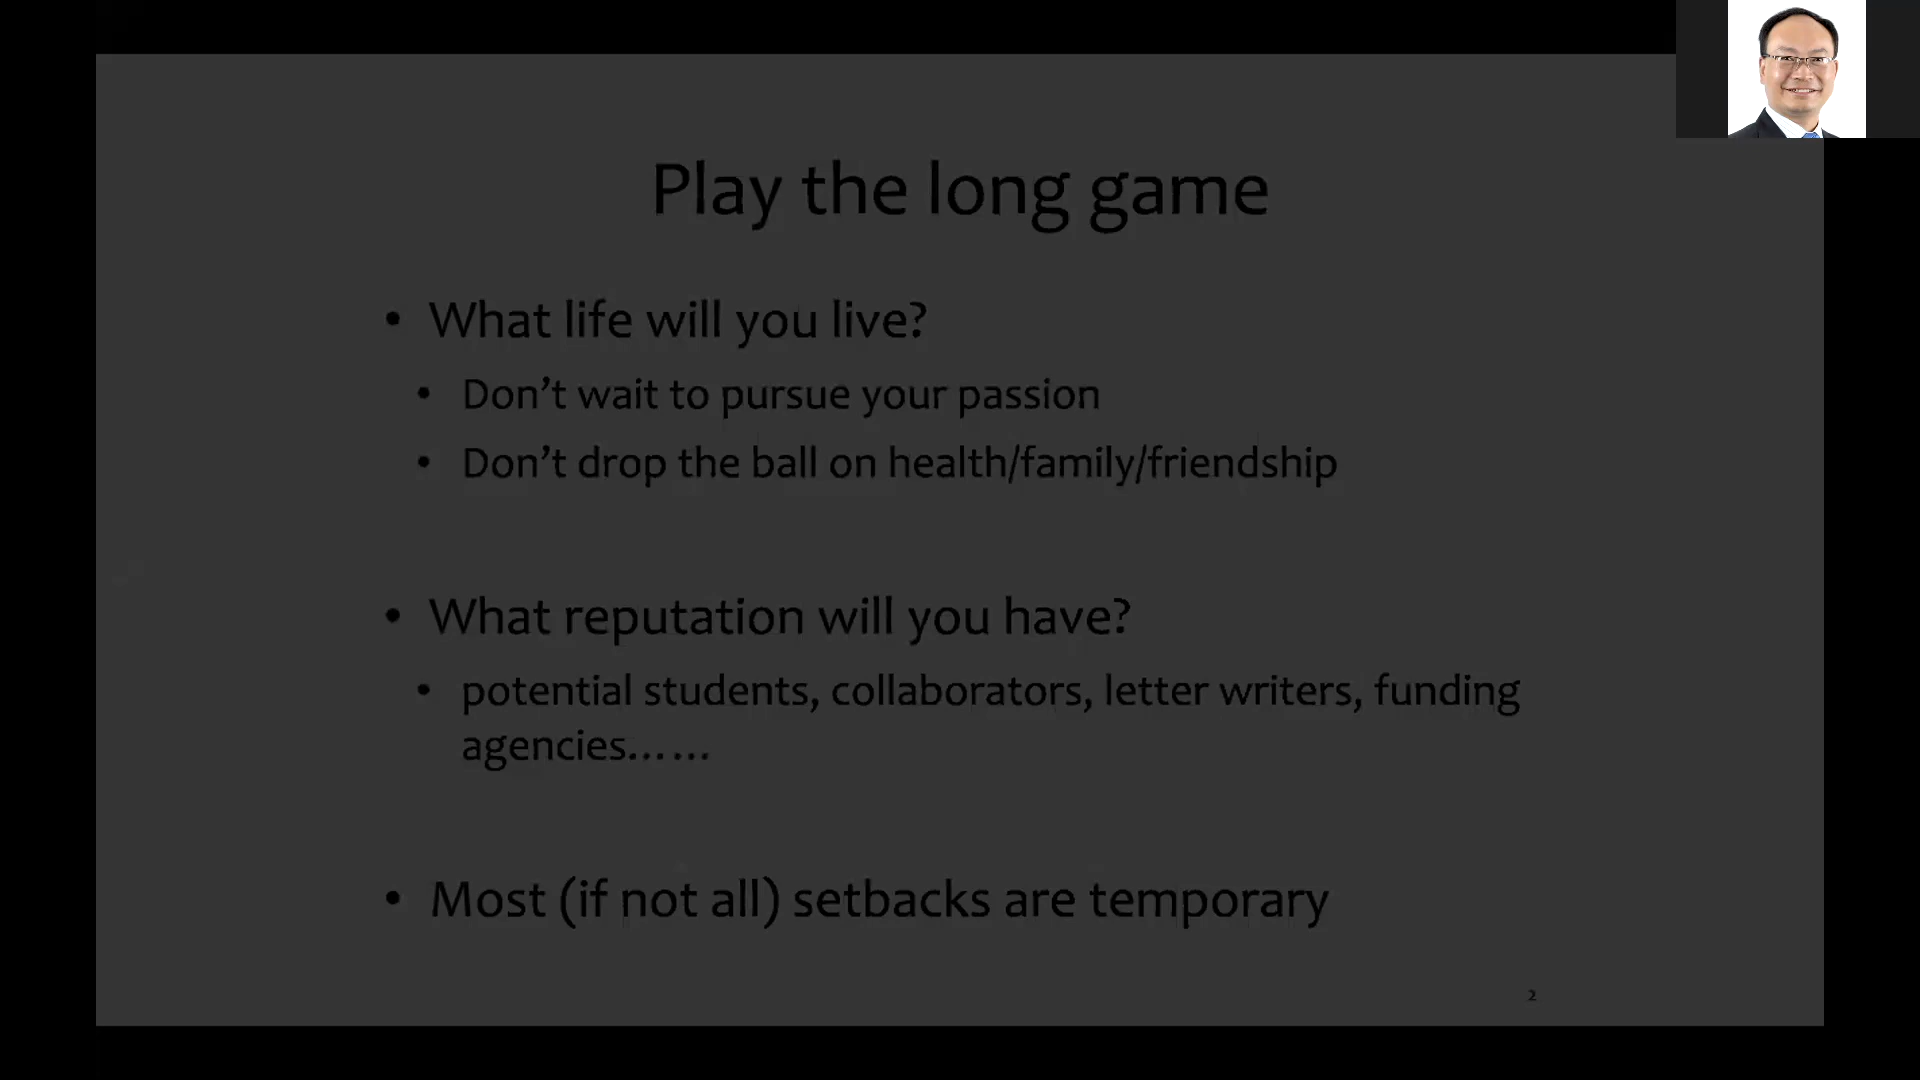 Play the long game
• What life will you live?
• Don’t wait to pursue your passion
• Don’t drop the ball on health/family/friendship
• What reputation will you have?
• potential students, collaborators, letter writers, funding
agencies……
• Most (if not all) setbacks are temporary
2